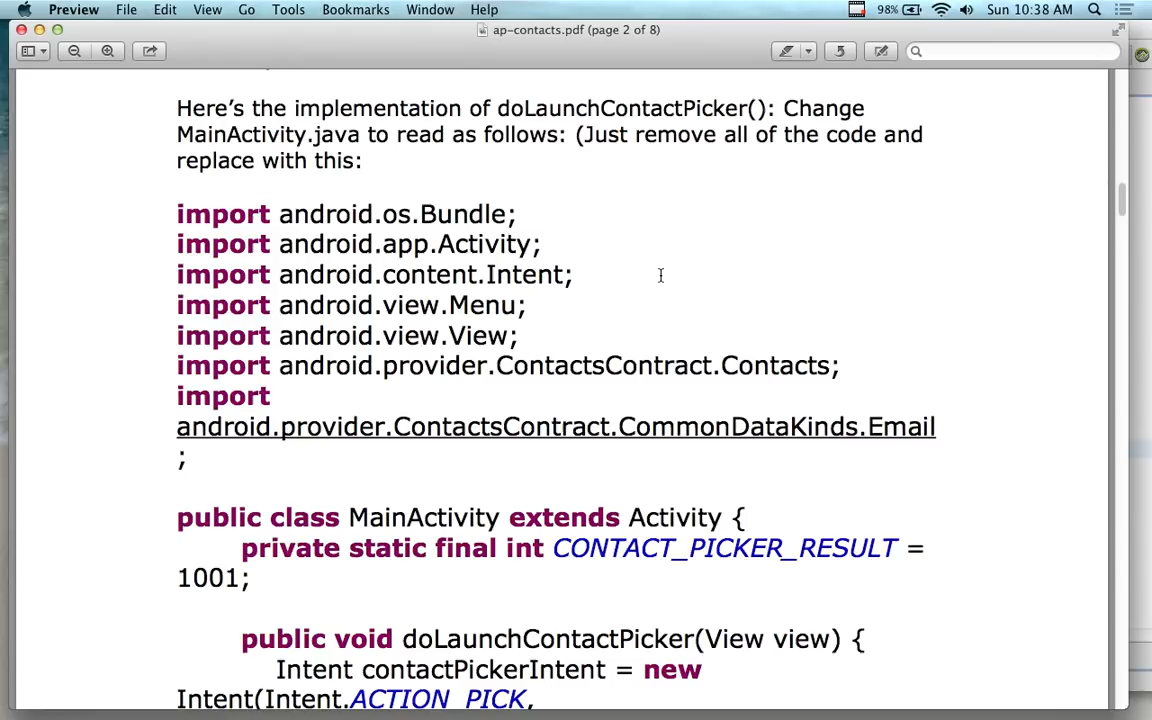 Preview File Edit View Go Tools Bookmarks Window Help 98% Sun 10:38 AM
ap-contacts.pdf (page 2 of 8)
Here's the implementation of doLaunchContactPicker(): Change
MainActivity.java to read as follows: (Just remove all of the code and
replace with this:
import android.os.Bundle;
import android.app.Activity;
import android.content.Intent;
import android.view.Menu;
import android.view.View;
import android.provider.ContactsContract.Contacts;
import
android.provider.ContactsContract.CommonDataKinds.Email
;
public class MainActivity extends Activity {
private static final int CONTACT_PICKER_RESULT =
1001;
public void doLaunchContactPicker(View view) {
Intent contactPickerIntent = new
Intent(Intent.ACTION_PICK,